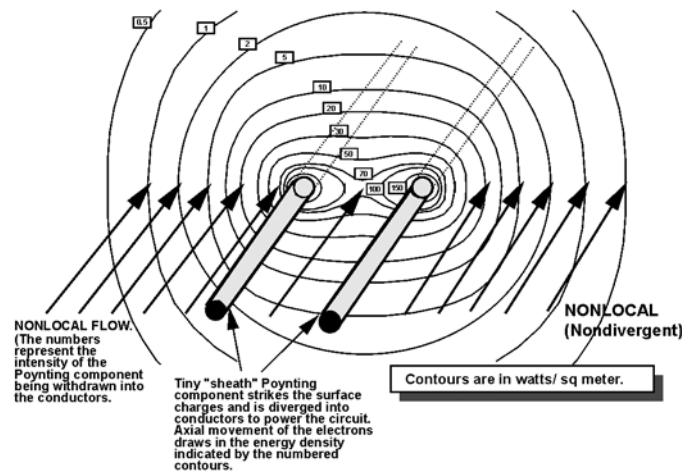 0.5
1
2
5
10
20
30
50
70
100
150
NONLOCAL FLOW.
(The numbers
represent the
intensity of the
Poynting component
being withdrawn into
the conductors.
Tiny "sheath" Poynting
component strikes the surface
charges and is diverged into
conductors to power the circuit.
Axial movement of the electrons
draws in the energy density
indicated by the numbered
contours.
NONLOCAL
(Nondivergent)
Contours are in watts/ sq meter.